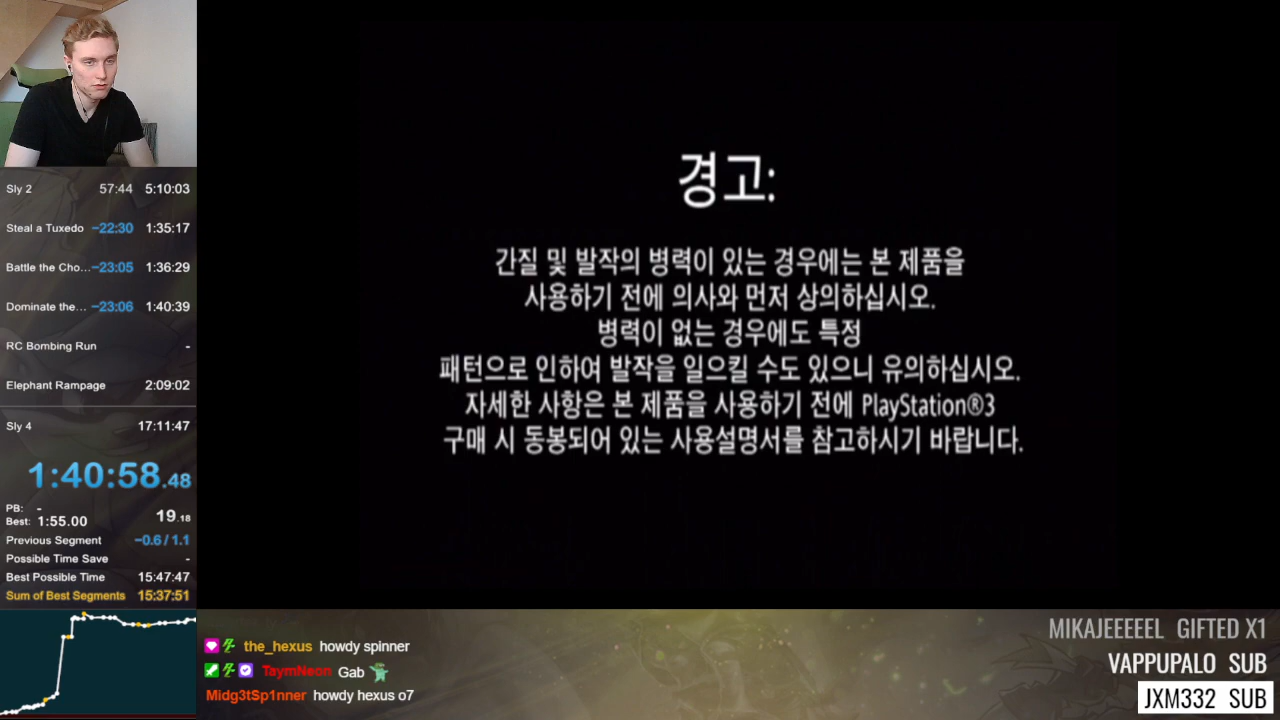 Sly 2 57:44 5:10:03
Steal a Tuxedo −22:30 1:35:17
Battle the Cho... −23:05 1:36:29
Dominate the... −23:06 1:40:39
RC Bombing Run -
Elephant Rampage 2:09:02
Sly 4 17:11:47
1:40:58.48
PB: -
Best: 1:55.00 19.18
Previous Segment −0.6 / 1.1
Possible Time Save -
Best Possible Time 15:47:47
Sum of Best Segments 15:37:51
경고:
간질 및 발작의 병력이 있는 경우에는 본 제품을
사용하기 전에 의사와 먼저 상의하십시오.
병력이 없는 경우에도 특정
패턴으로 인하여 발작을 일으킬 수도 있으니 유의하십시오.
자세한 사항은 본 제품을 사용하기 전에 PlayStation®3
구매 시 동봉되어 있는 사용설명서를 참고하시기 바랍니다.
the_hexus howdy spinner
TaymNeon Gab
Midg3tSp1nner howdy hexus o7
MIKAJEEEEEL GIFTED X1
VAPPUPALO SUB
JXM332 SUB